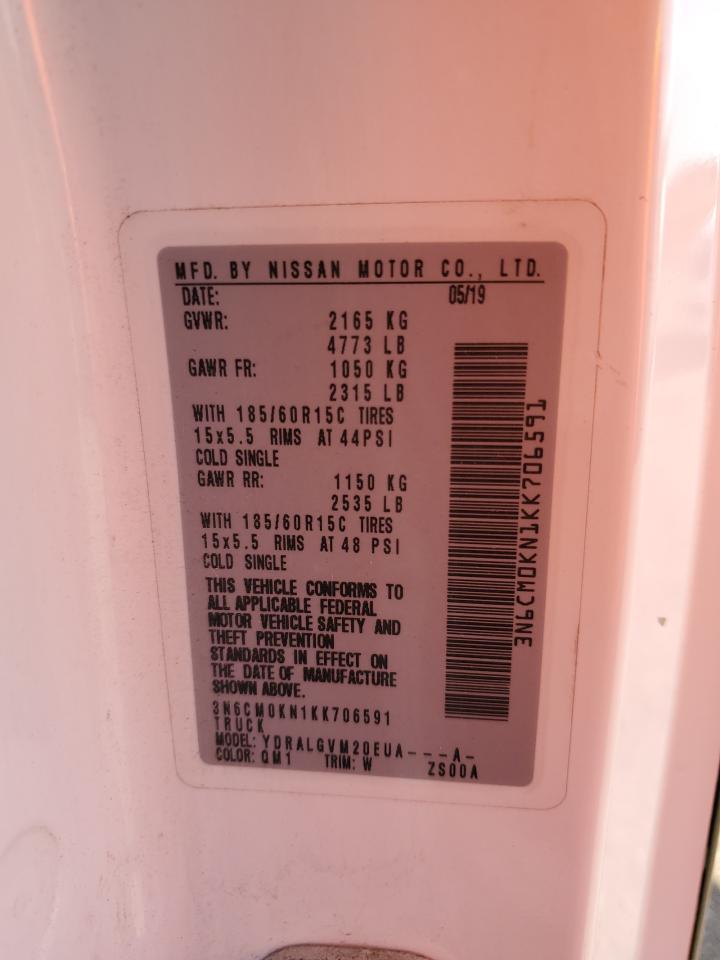 MFD. BY NISSAN MOTOR CO., LTD.
DATE: 05/19
GVWR: 2165 KG
4773 LB
GAWR FR: 1050 KG
2315 LB
WITH 185/60R15C TIRES
15x5.5 RIMS AT 44PSI
COLD SINGLE
GAWR RR: 1150 KG
2535 LB
WITH 185/60R15C TIRES
15x5.5 RIMS AT 48 PSI
COLD SINGLE
THIS VEHICLE CONFORMS TO
ALL APPLICABLE FEDERAL
MOTOR VEHICLE SAFETY AND
THEFT PREVENTION
STANDARDS IN EFFECT ON
THE DATE OF MANUFACTURE
SHOWN ABOVE.
3N6CM0KN1KK706591
TRUCK
MODEL: YDRALGVM20EUA---A-
COLOR: QM1 TRIM: W ZS00A
3N6CM0KN1KK706591